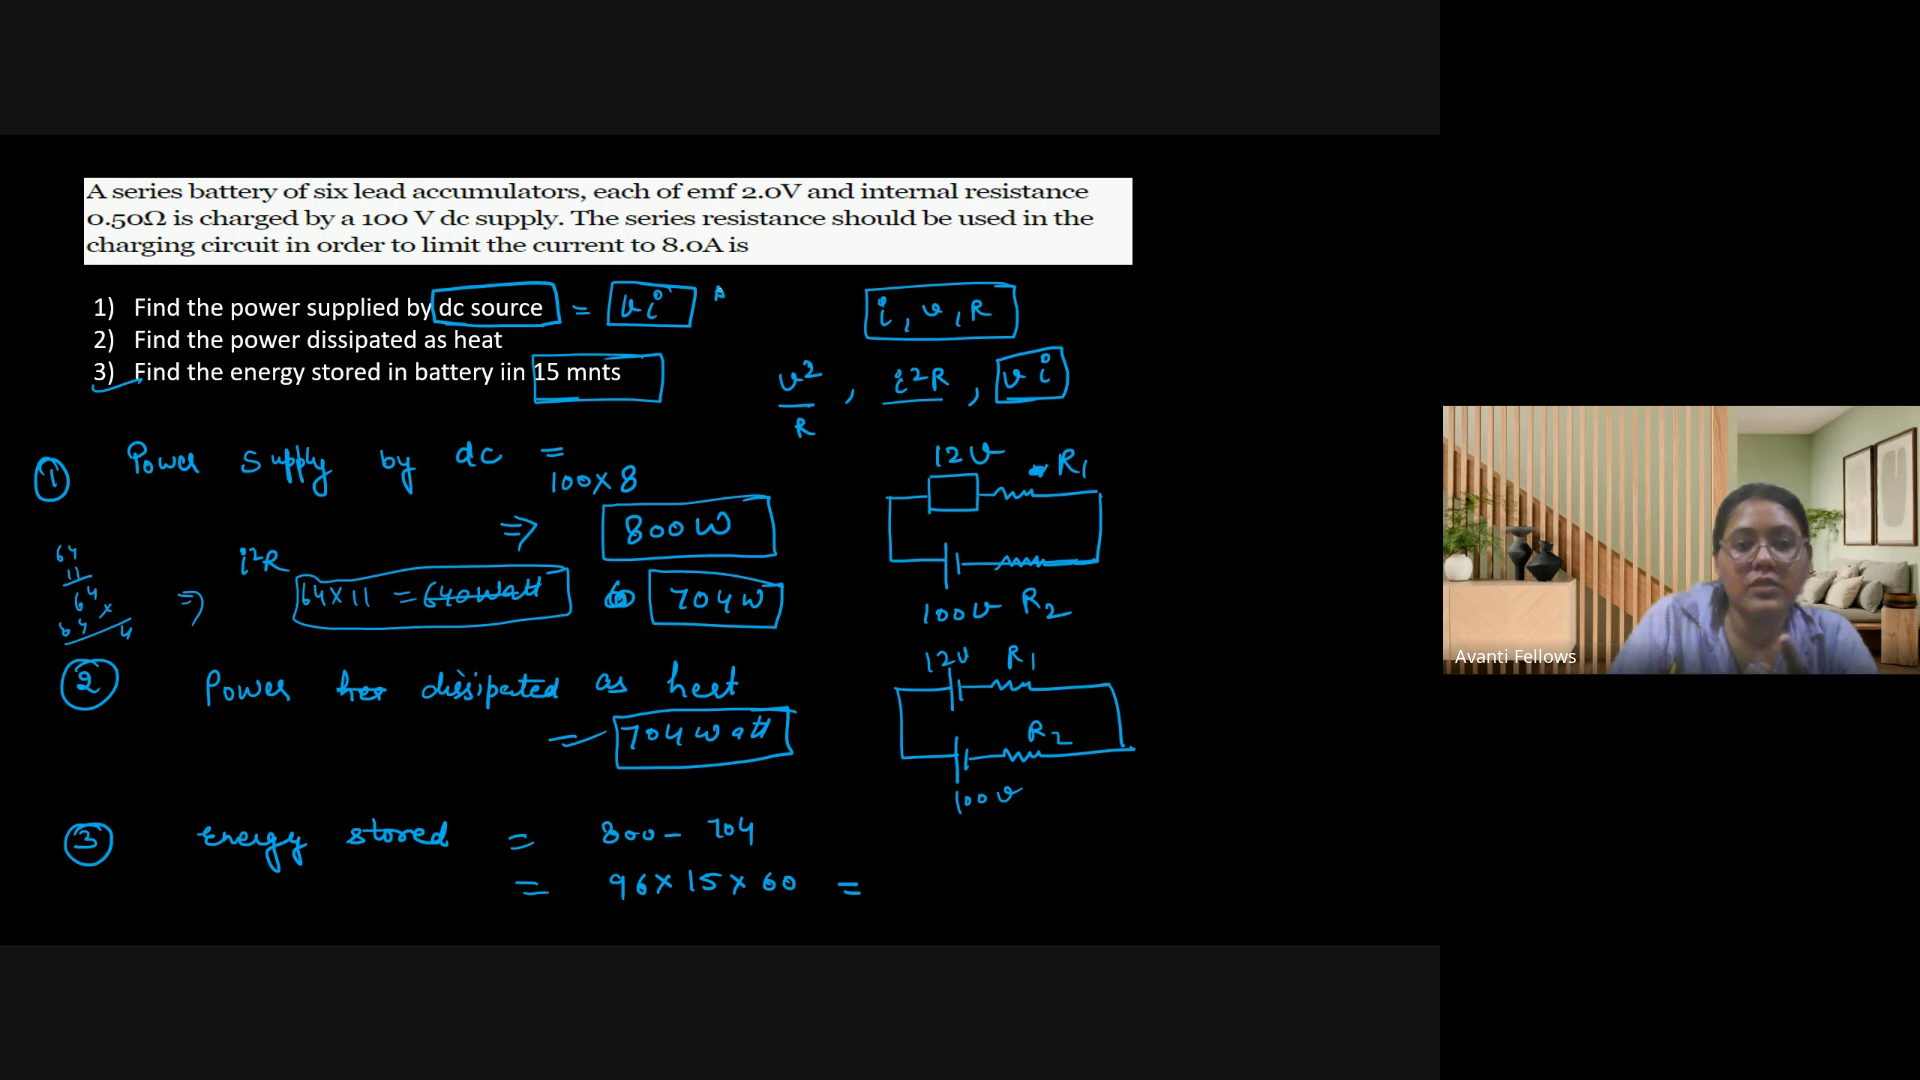 A series battery of six lead accumulators, each of emf 2.0V and internal resistance
0.50Ω is charged by a 100 V dc supply. The series resistance should be used in the
charging circuit in order to limit the current to 8.0A is
1) Find the power supplied by dc source = vi
i, v, R
2) Find the power dissipated as heat
3) Find the energy stored in battery iin 15 mnts
v²/R , i²R , vi
① Power supply by dc =
100 x 8
⇒ 800 W
12v R1
100v R2
64
11
64
64x
4
i²R
⇒ 64 x 11 = 640watt 704 W
② Power dissipated as heat
= 704 watt
12v R1
R2
100v
③ Energy stored = 800 - 704
= 96 x 15 x 60 =
Avanti Fellows